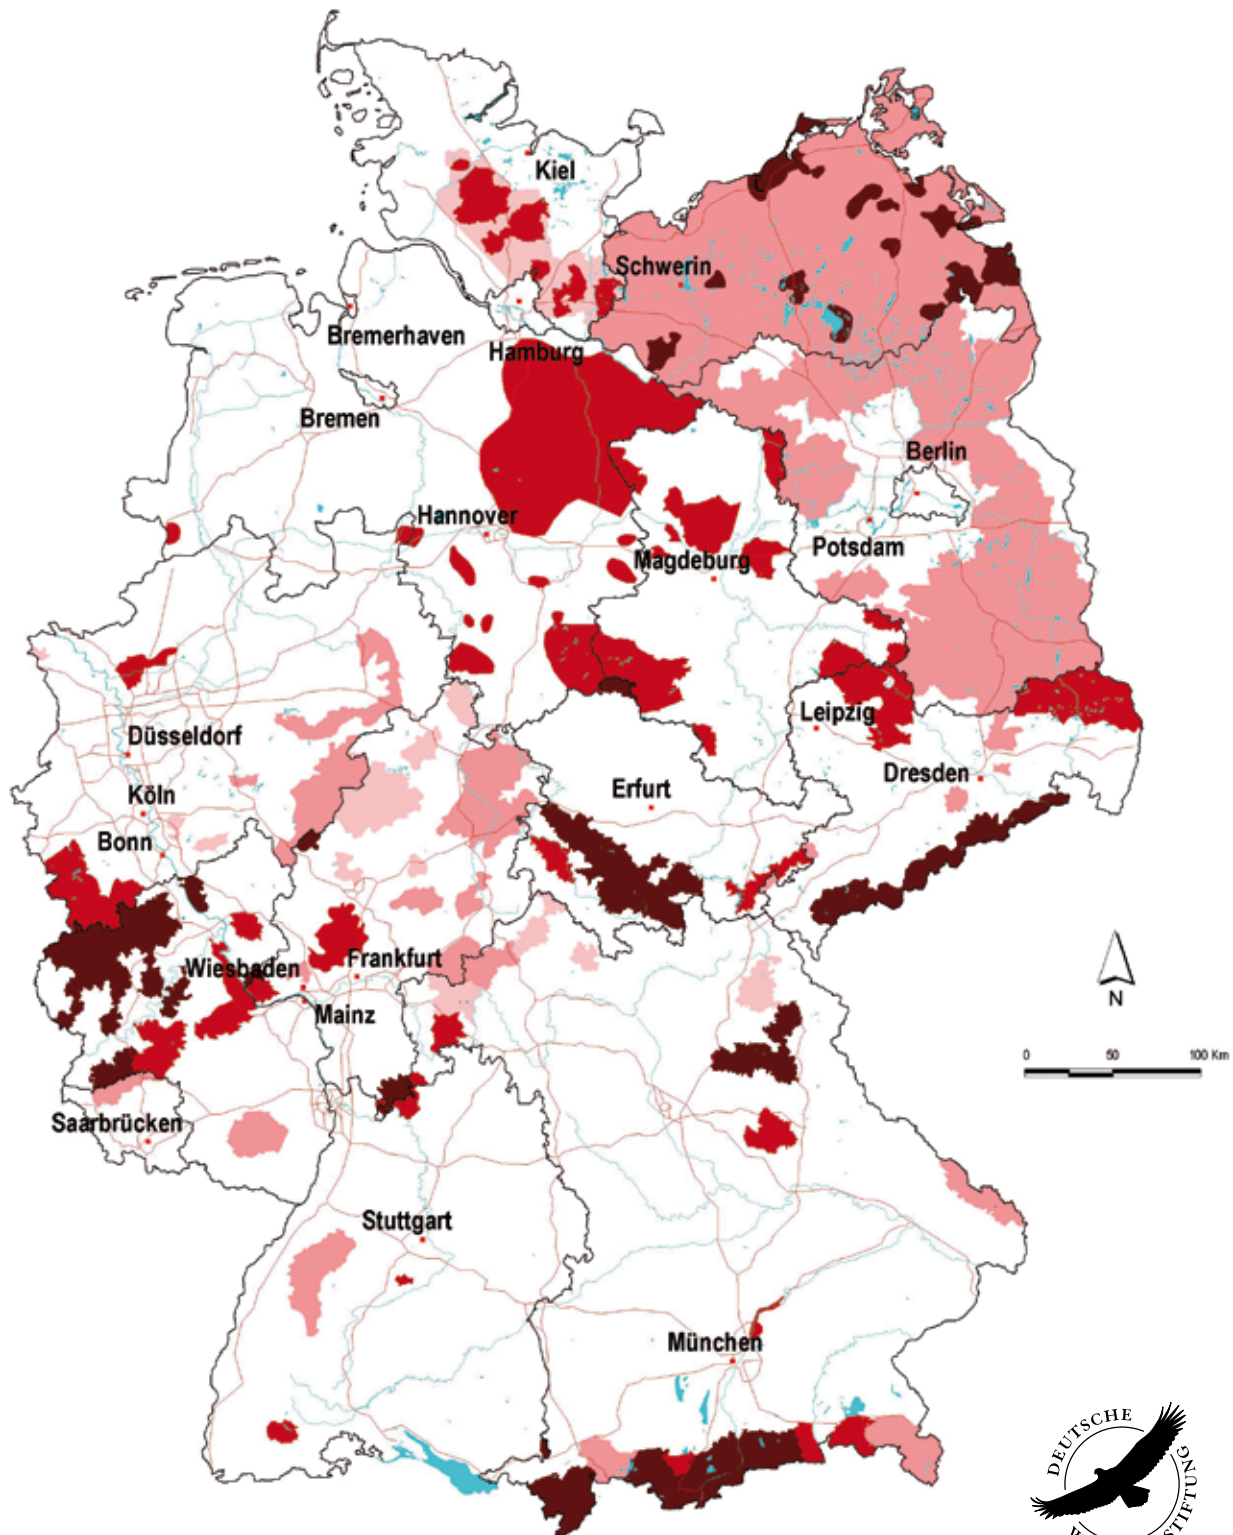 Kiel
Schwerin
Bremerhaven
Hamburg
Bremen
Berlin
Hannover
Potsdam
Magdeburg
Leipzig
Düsseldorf
Dresden
Erfurt
Köln
Bonn
Frankfurt
Wiesbaden
Mainz
N
0 50 100 Km
Saarbrücken
Stuttgart
München
DEUTSCHE